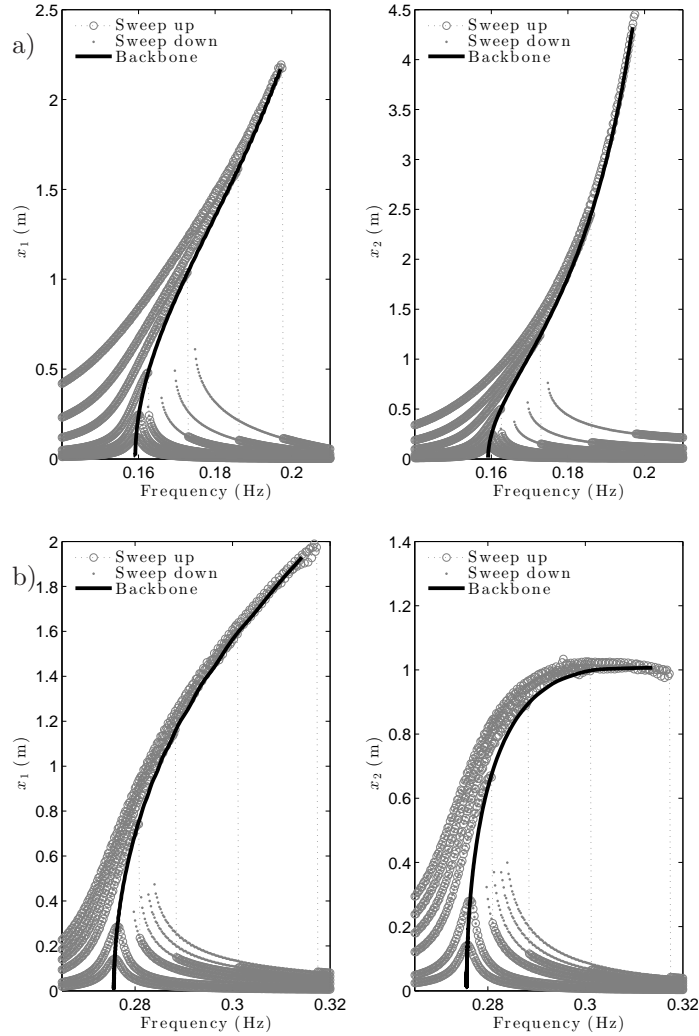 a)
Sweep up
Sweep down
Backbone
2.5
2
1.5
1
0.5
0
x1 (m)
0.16
0.18
0.2
Frequency (Hz)
Sweep up
Sweep down
Backbone
4.5
4
3.5
3
2.5
2
1.5
1
0.5
0
x2 (m)
0.16
0.18
0.2
Frequency (Hz)
b)
Sweep up
Sweep down
Backbone
2
1.8
1.6
1.4
1.2
1
0.8
0.6
0.4
0.2
0
x1 (m)
0.28
0.3
0.32
Frequency (Hz)
Sweep up
Sweep down
Backbone
1.4
1.2
1
0.8
0.6
0.4
0.2
0
x2 (m)
0.28
0.3
0.32
Frequency (Hz)